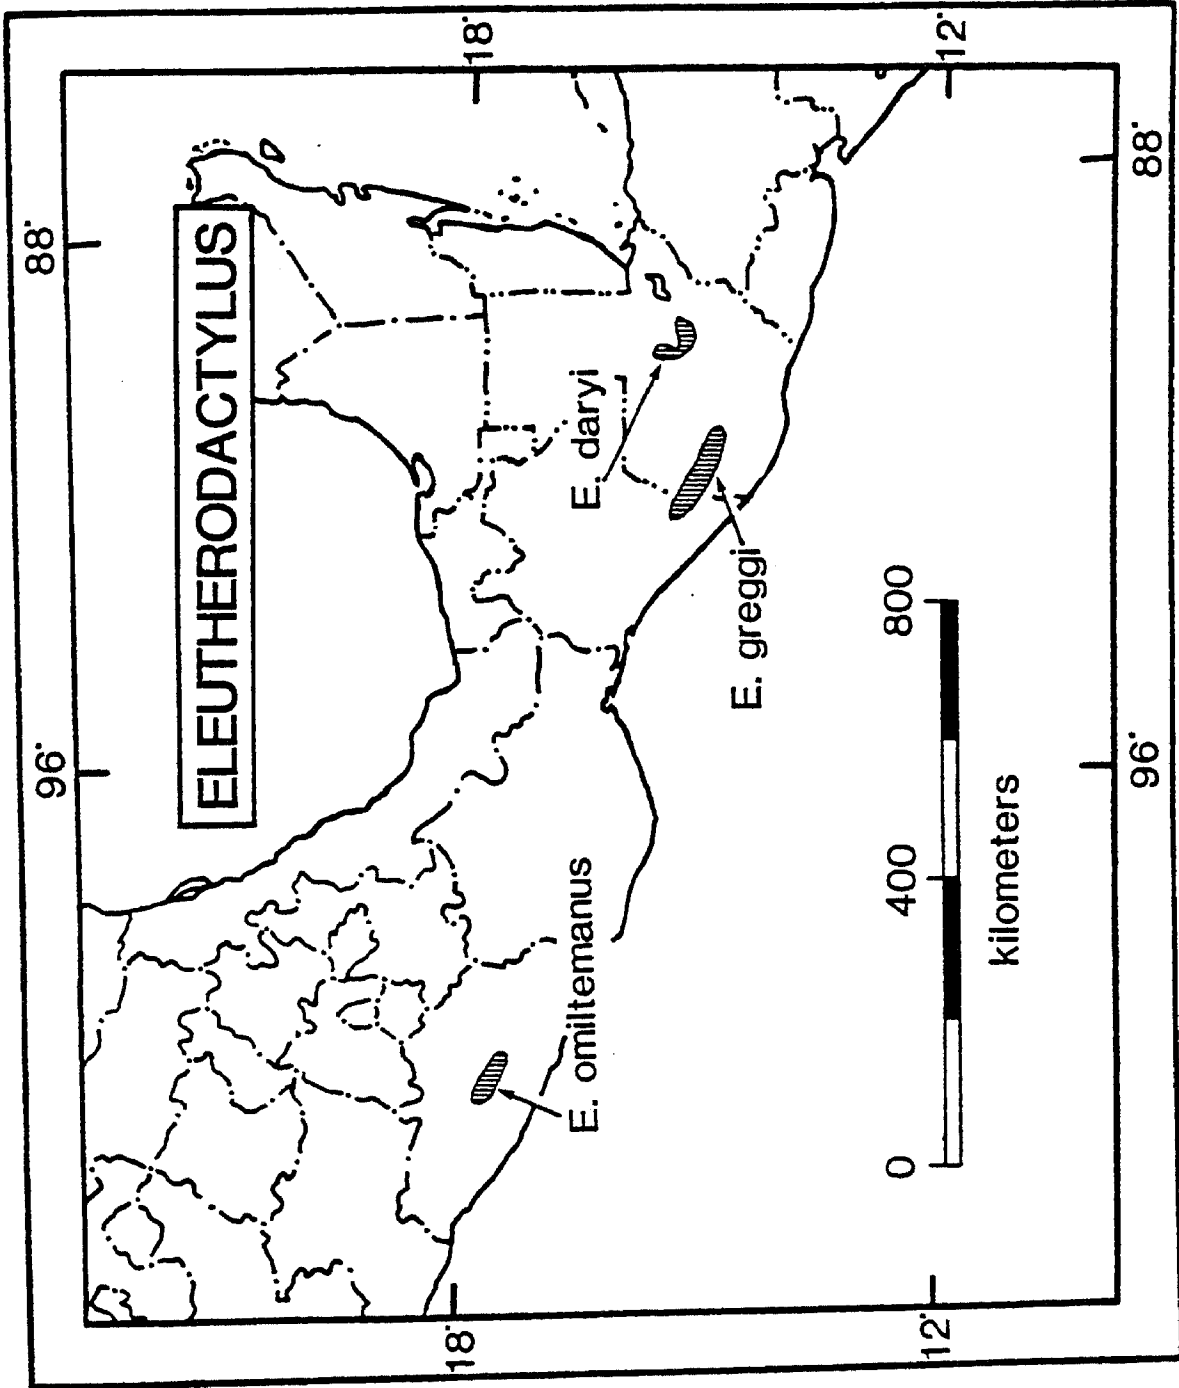 96°
88°
ELEUTHERODACTYLUS
18°
18°
E. omiltemanus
E. daryi
E. greggi
0
400
800
kilometers
12°
12°
96°
88°